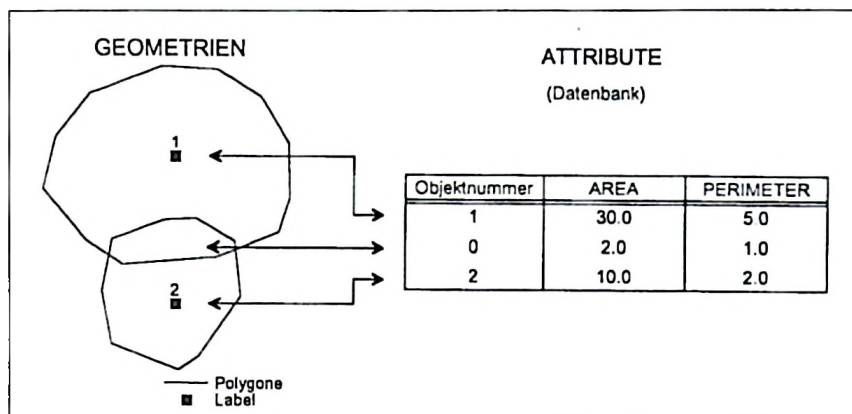 GEOMETRIEN
ATTRIBUTE
(Datenbank)
1
2
Objektnummer AREA PERIMETER
1 30.0 5.0
0 2.0 1.0
2 10.0 2.0
Polygone
Label